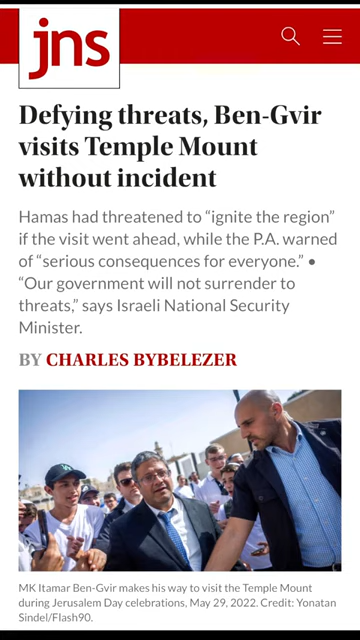 jns
Defying threats, Ben-Gvir
visits Temple Mount
without incident
Hamas had threatened to “ignite the region”
if the visit went ahead, while the P.A. warned
of “serious consequences for everyone.” •
“Our government will not surrender to
threats,” says Israeli National Security
Minister.
BY CHARLES BYBELEZER
MK Itamar Ben-Gvir makes his way to visit the Temple Mount
during Jerusalem Day celebrations, May 29, 2022. Credit: Yonatan
Sindel/Flash90.